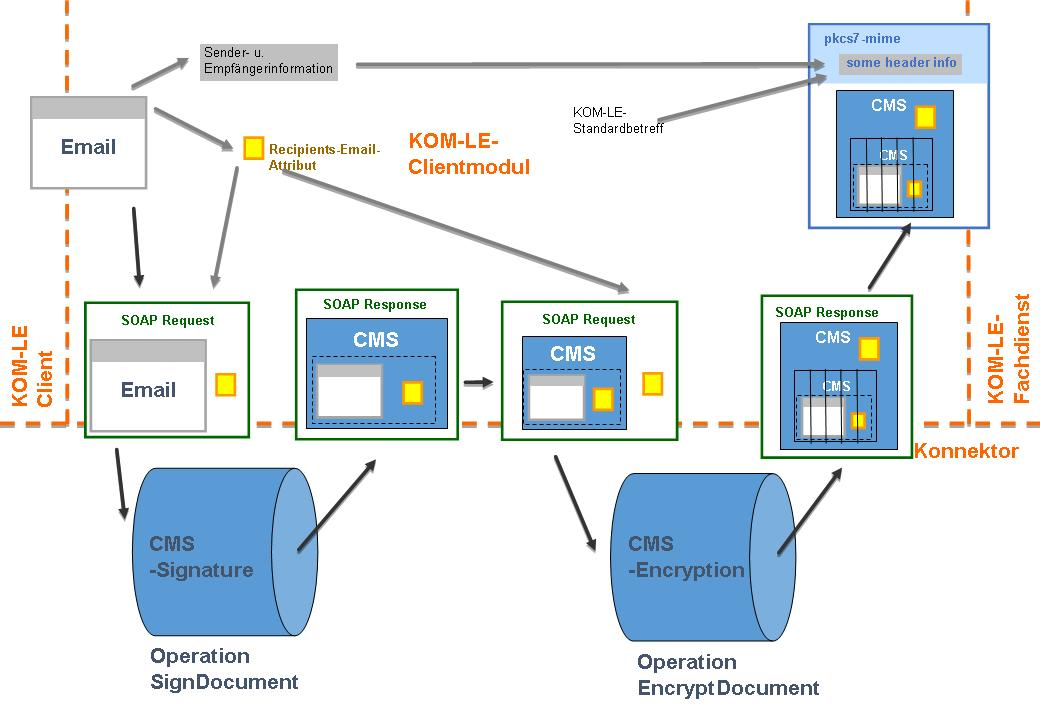 pkcs7-mime
some header info
Sender- u.
Empfängerinformation
CMS
CMS
KOM-LE-
Standardbetreff
Email
Recipients-Email-
Attribut
KOM-LE-
Clientmodul
SOAP Request
Email
SOAP Response
CMS
SOAP Request
CMS
SOAP Response
CMS
CMS
KOM-LE
Client
KOM-LE-
Fachdienst
Konnektor
CMS
-Signature
CMS
-Encryption
Operation
SignDocument
Operation
EncryptDocument